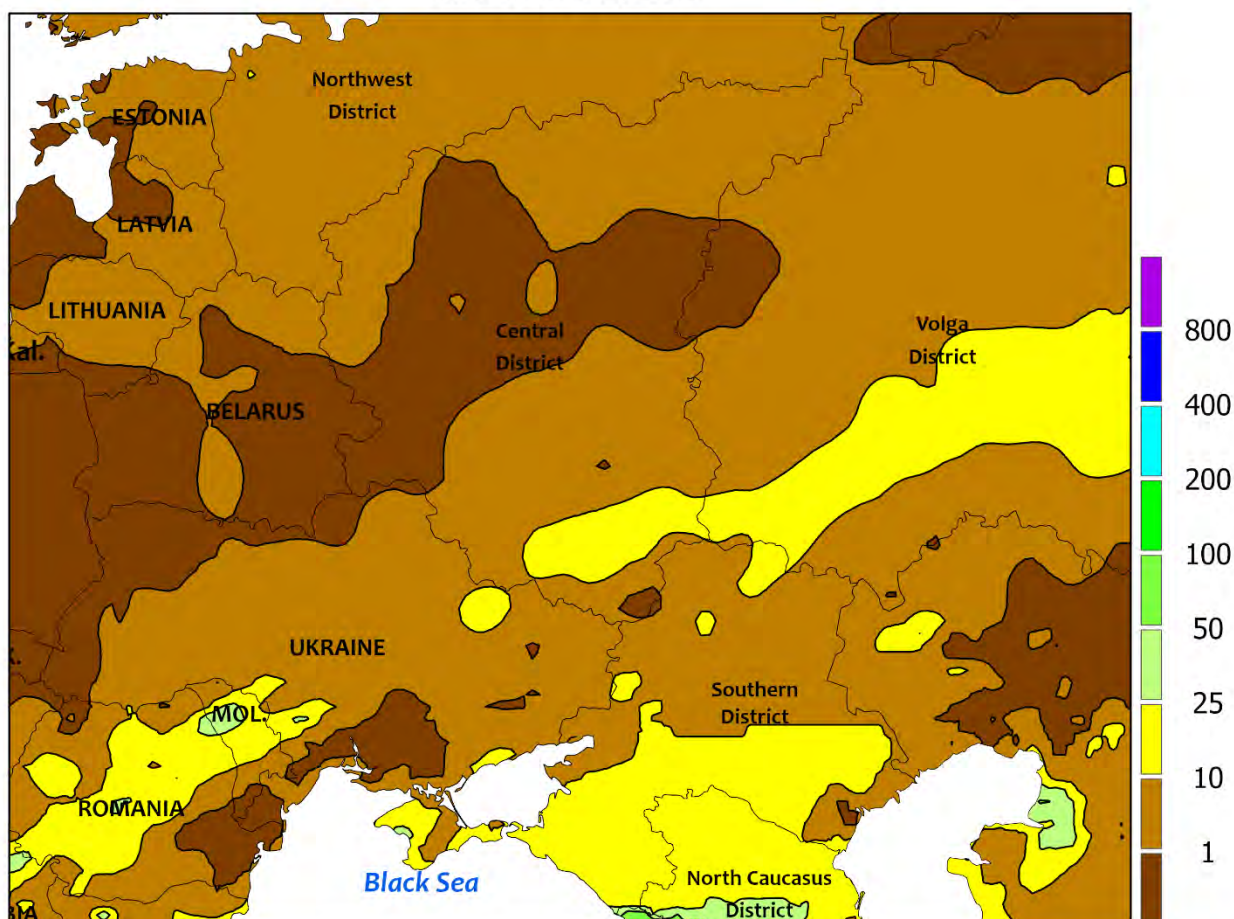 Northwest
District
ESTONIA
LATVIA
LITHUANIA
Kal.
Central
District
Volga
District
BELARUS
UKRAINE
MOL.
Southern
District
ROMANIA
Black Sea
North Caucasus
District
800
400
200
100
50
25
10
1